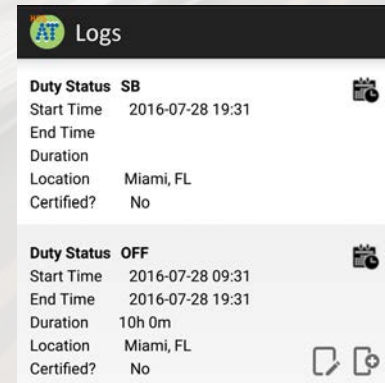 HOS
AT Logs
Duty Status SB
Start Time 2016-07-28 19:31
End Time
Duration
Location Miami, FL
Certified? No
Duty Status OFF
Start Time 2016-07-28 09:31
End Time 2016-07-28 19:31
Duration 10h 0m
Location Miami, FL
Certified? No